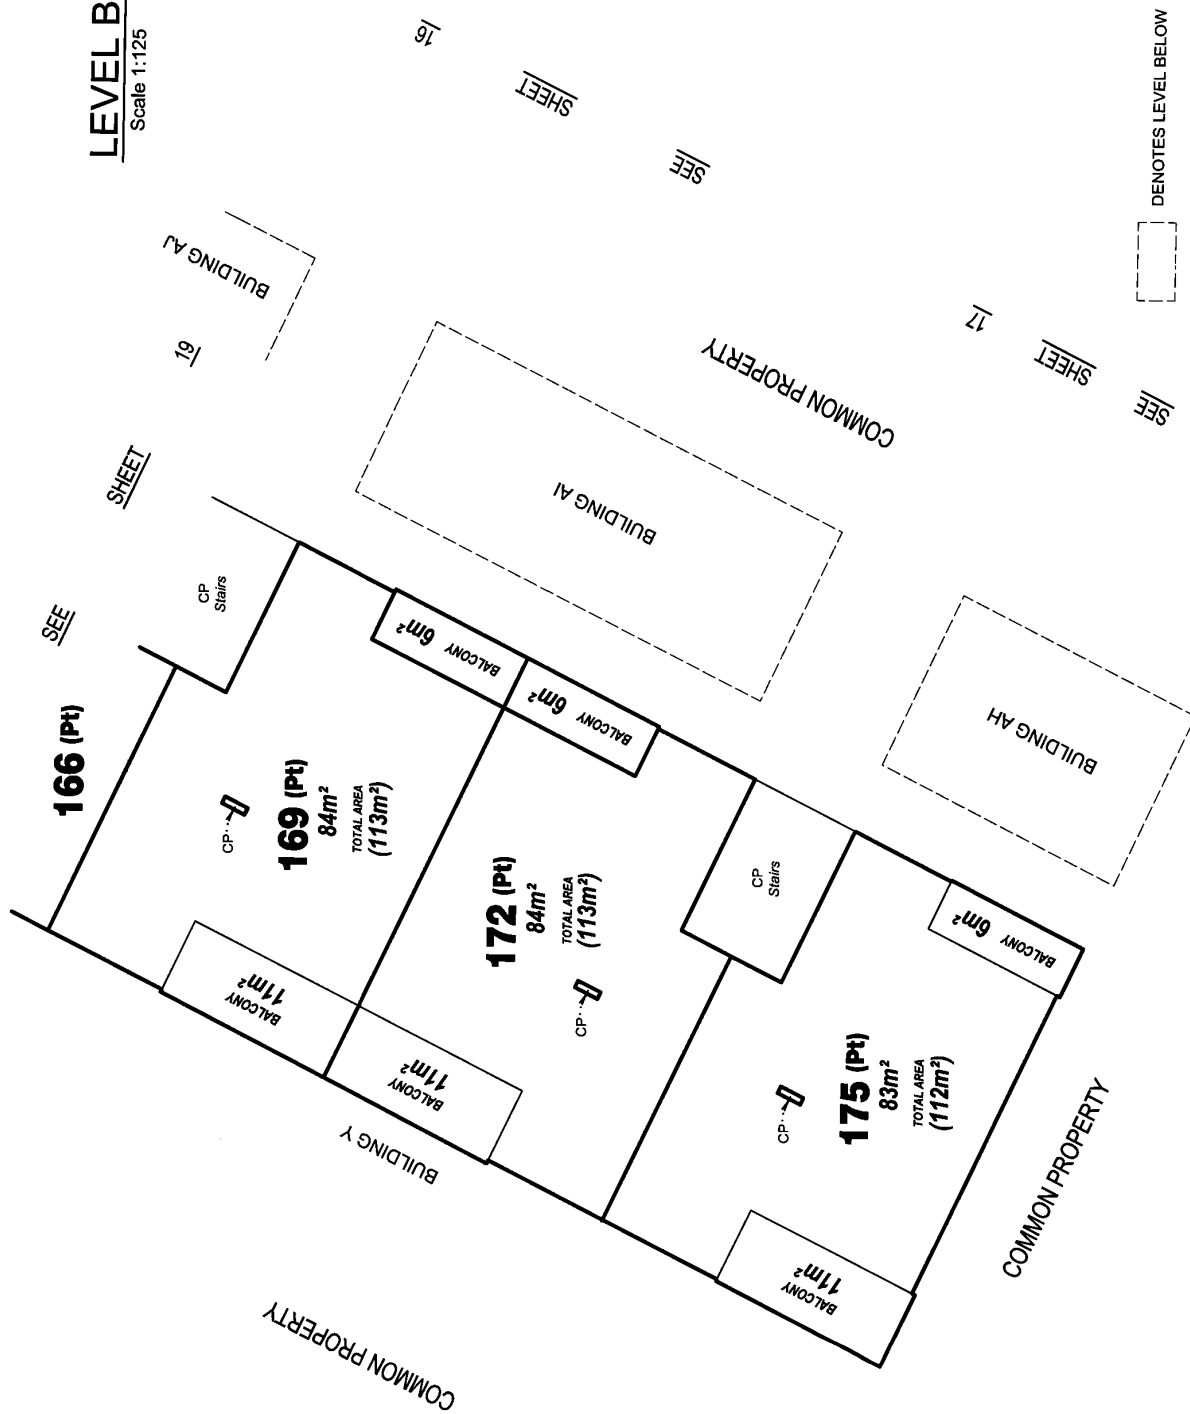 LEVEL B
Scale 1:125
SEE
SHEET
16
BUILDING AJ
SEE
SHEET
19
COMMON PROPERTY
SEE
SHEET
17
DENOTES LEVEL BELOW
BUILDING AI
BUILDING AH
CP
Stairs
166 (Pt)
BALCONY 6m²
BALCONY 6m²
CP
169 (Pt)
84m²
TOTAL AREA
(113m²)
BALCONY
11m²
172 (Pt)
84m²
TOTAL AREA
(113m²)
CP
BALCONY
11m²
CP
Stairs
BALCONY 6m²
CP
175 (Pt)
83m²
TOTAL AREA
(112m²)
BALCONY
11m²
BUILDING Y
COMMON PROPERTY
COMMON PROPERTY